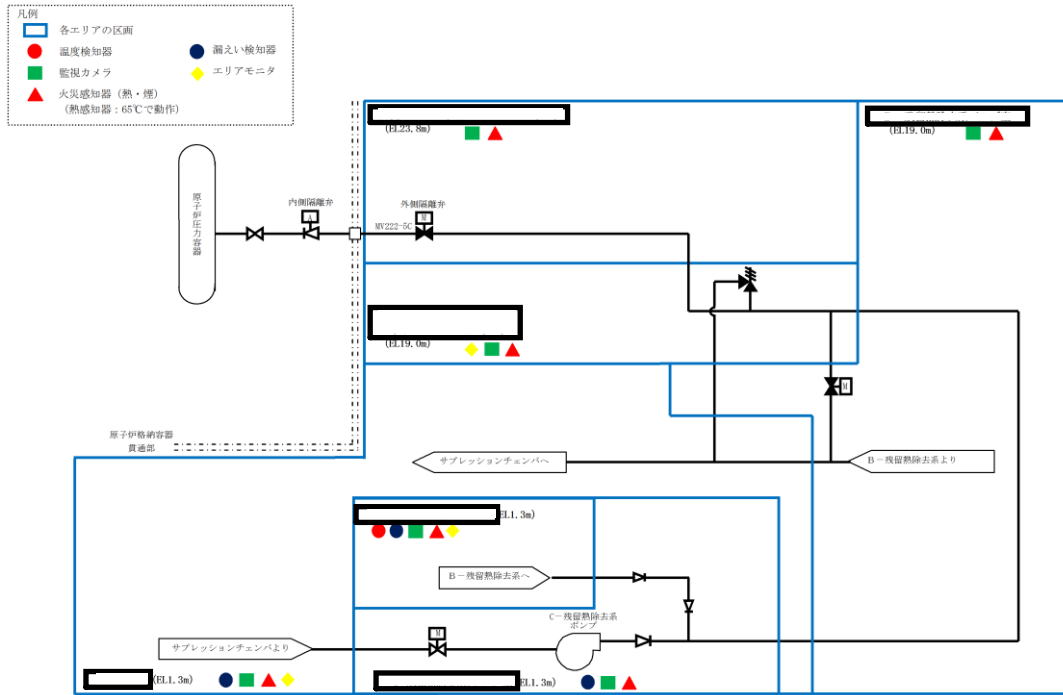 凡例
各エリアの区画
温度検知器
漏えい検知器
監視カメラ
エリアモニタ
火災感知器(熱・煙)
(熱感知器:65℃で動作)
(EL23.8m)
(EL19.0m)
原子炉圧力容器
内側隔離弁
A
外側隔離弁
M
MV222-5C
(EL19.0m)
M
原子炉格納容器
貫通部
サプレッションチェンバへ
B-残留熱除去系より
(EL1.3m)
B-残留熱除去系へ
C-残留熱除去系
ポンプ
M
サプレッションチェンバより
(EL1.3m)
(EL1.3m)